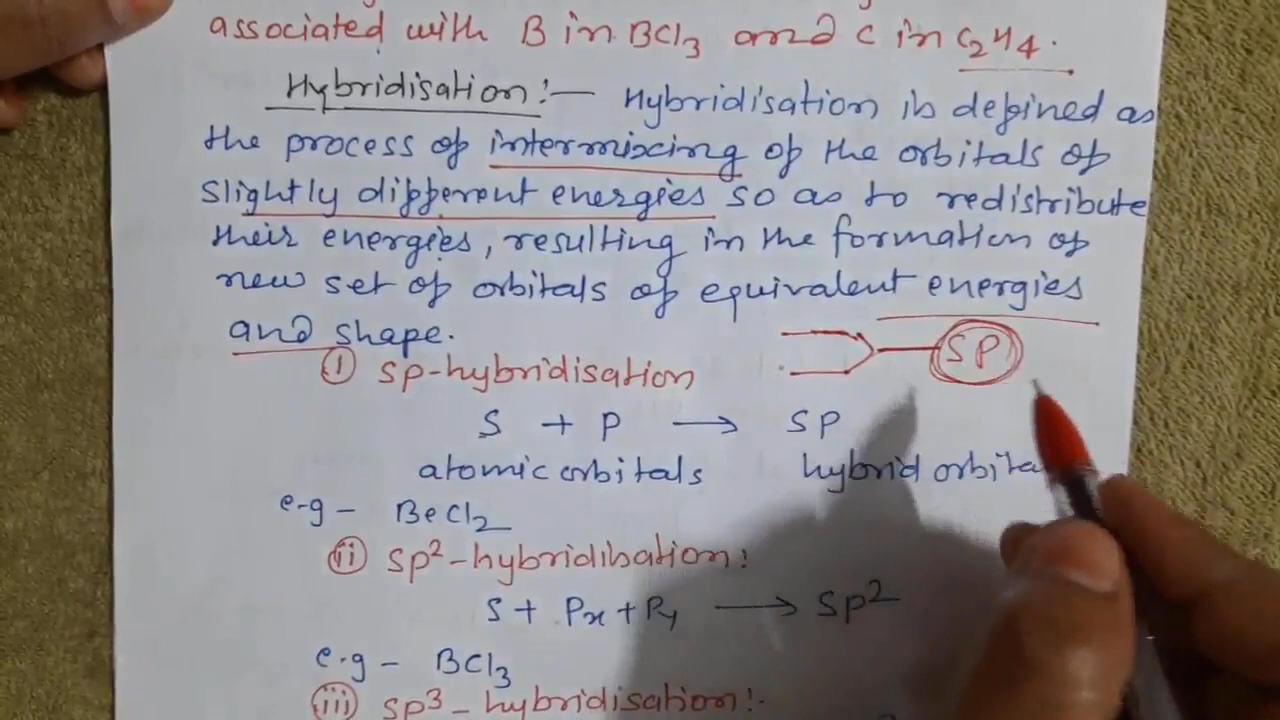 associated with B in BCl3 and C in C2H4.
Hybridisation:— Hybridisation is defined as
the process of intermixing of the orbitals of
slightly different energies so as to redistribute
their energies, resulting in the formation of
new set of orbitals of equivalent energies
and shape.
SP
(i) sp-hybridisation
S + P → SP
atomic orbitals hybrid orbita
e-g - BeCl2
(ii) sp²-hybridisation:
S + Px + Py → Sp²
e.g - BCl3
(iii) sp³-hybridisation:-